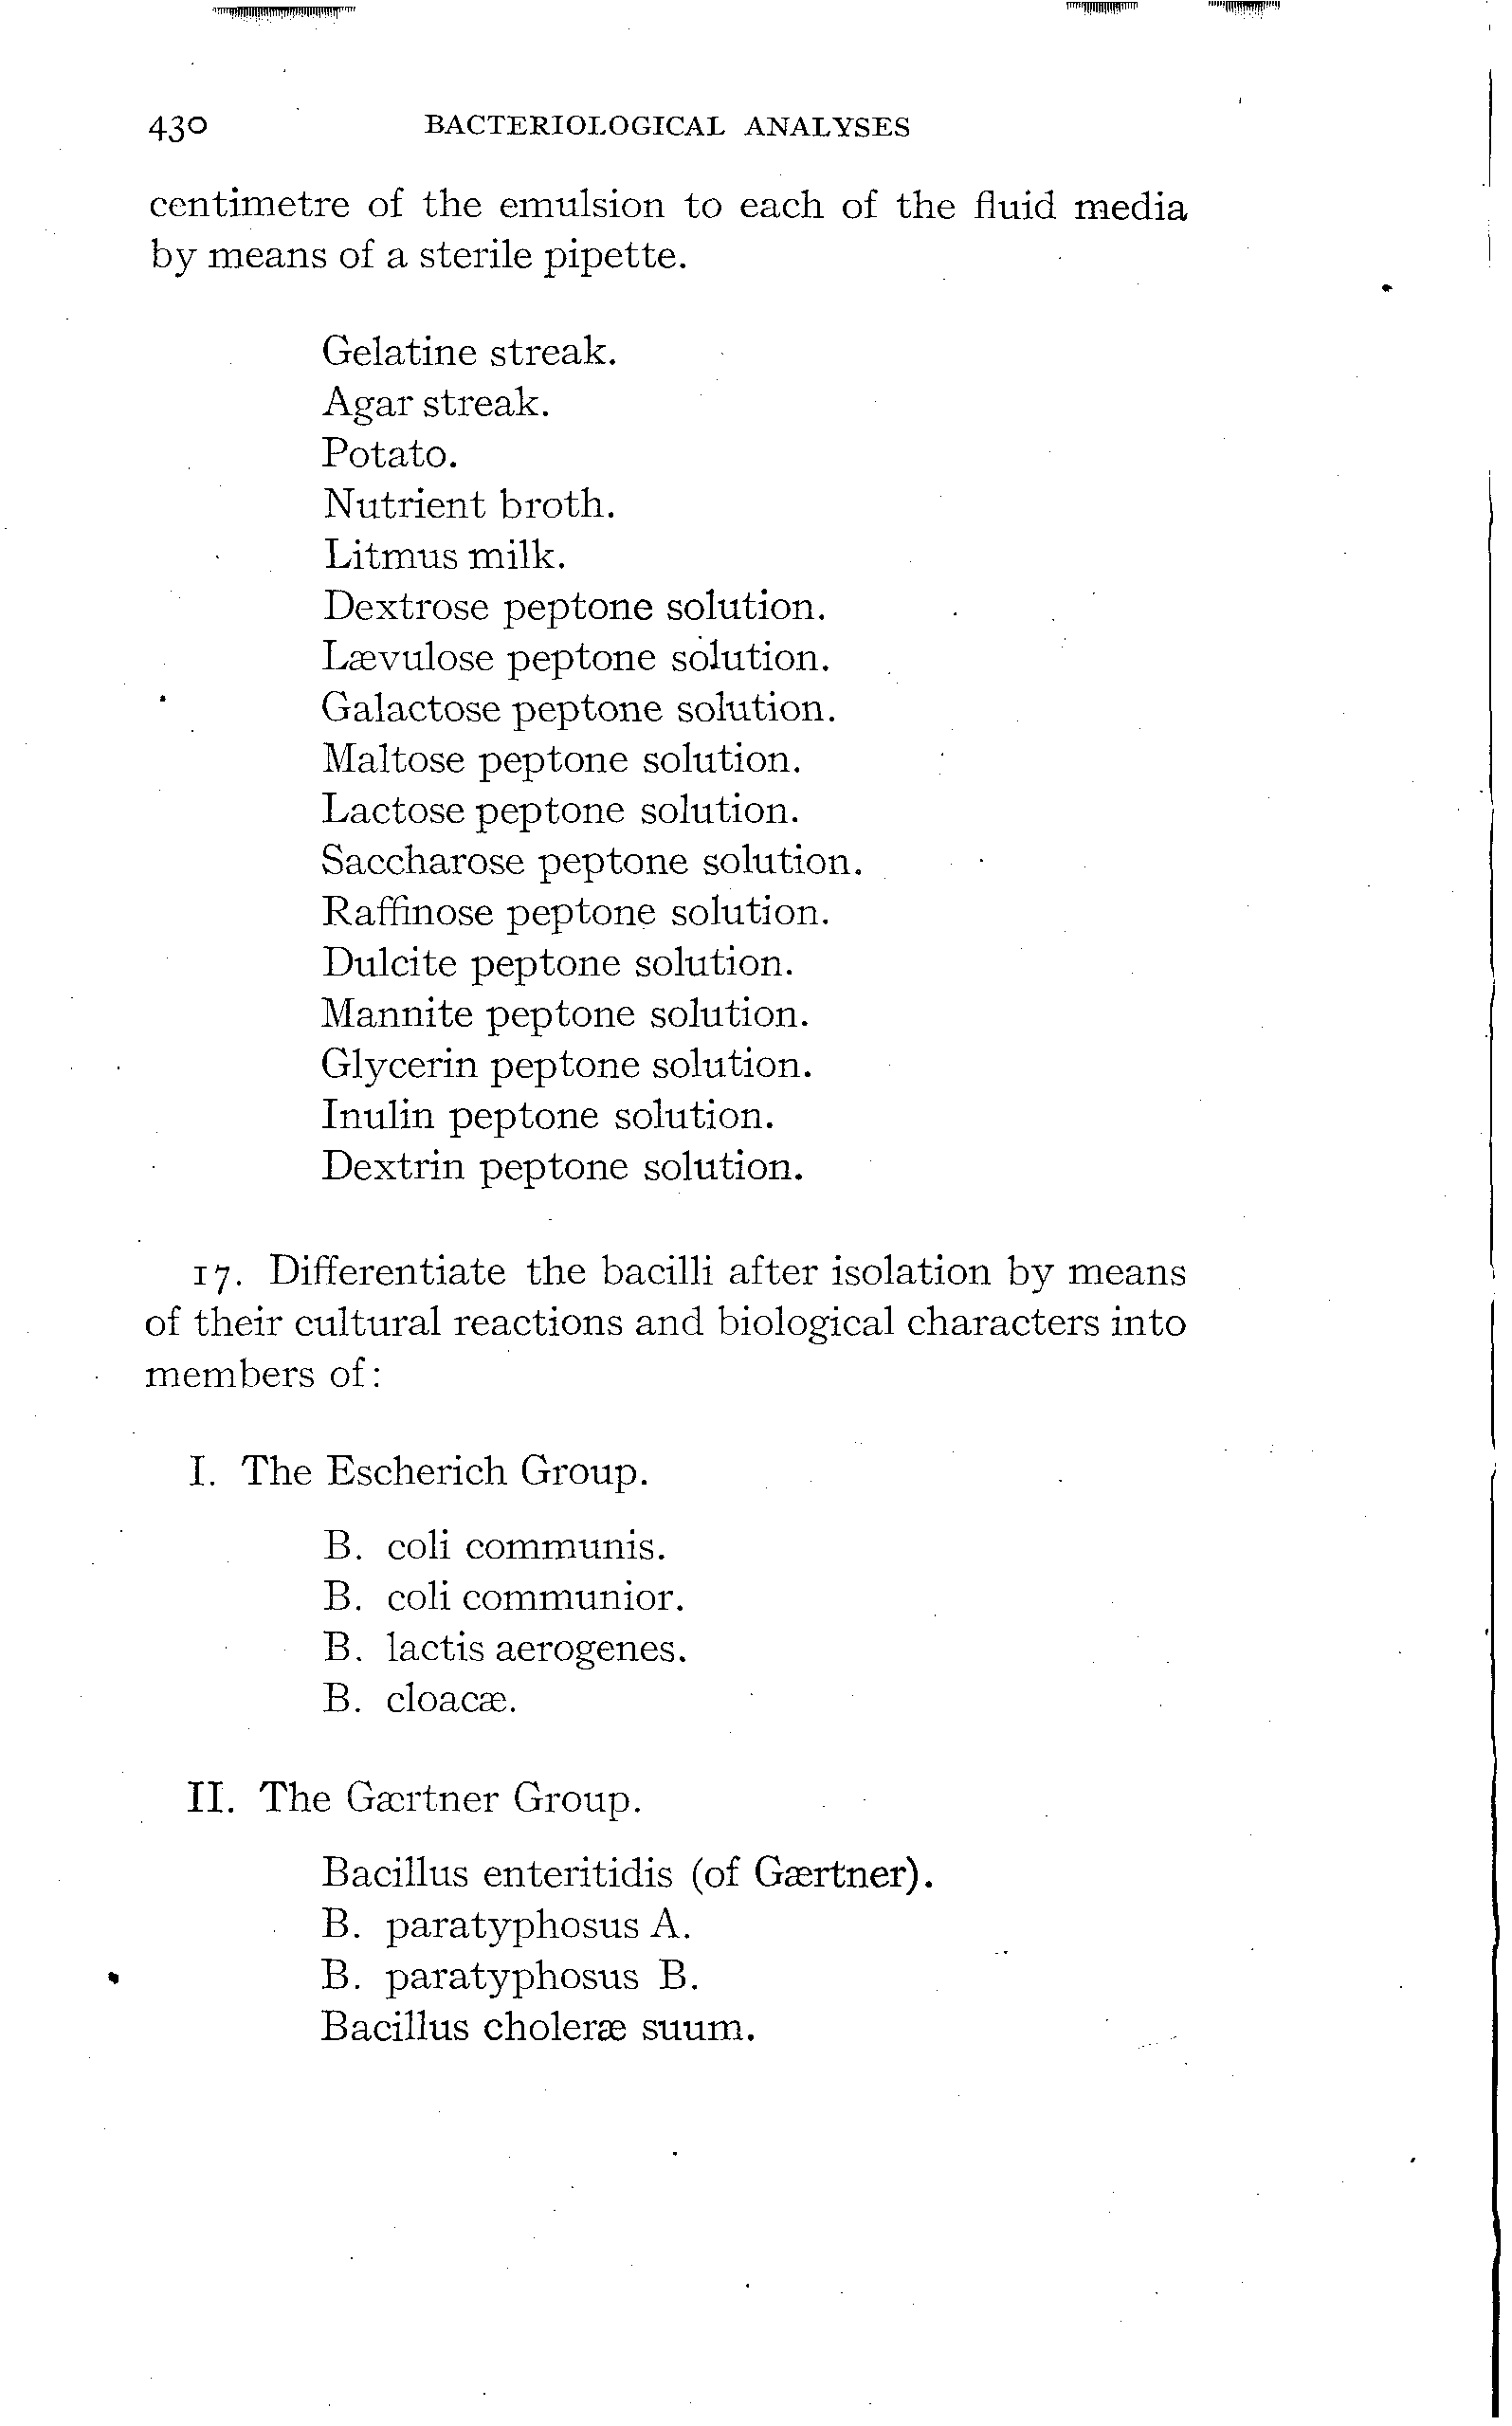 430 BACTERIOLOGICAL ANALYSES
centimetre of the emulsion to each of the fluid media
by means of a sterile pipette.
Gelatine streak.
Agar streak.
Potato.
Nutrient broth.
Litmus milk.
Dextrose peptone solution.
Lævulose peptone solution.
Galactose peptone solution.
Maltose peptone solution.
Lactose peptone solution.
Saccharose peptone solution.
Raffinose peptone solution.
Dulcite peptone solution.
Mannite peptone solution.
Glycerin peptone solution.
Inulin peptone solution.
Dextrin peptone solution.
17. Differentiate the bacilli after isolation by means
of their cultural reactions and biological characters into
members of:
I. The Escherich Group.
B. coli communis.
B. coli communior.
B. lactis aerogenes.
B. cloacæ.
II. The Gærtner Group.
Bacillus enteritidis (of Gærtner).
B. paratyphosus A.
B. paratyphosus B.
Bacillus choleræ suum.